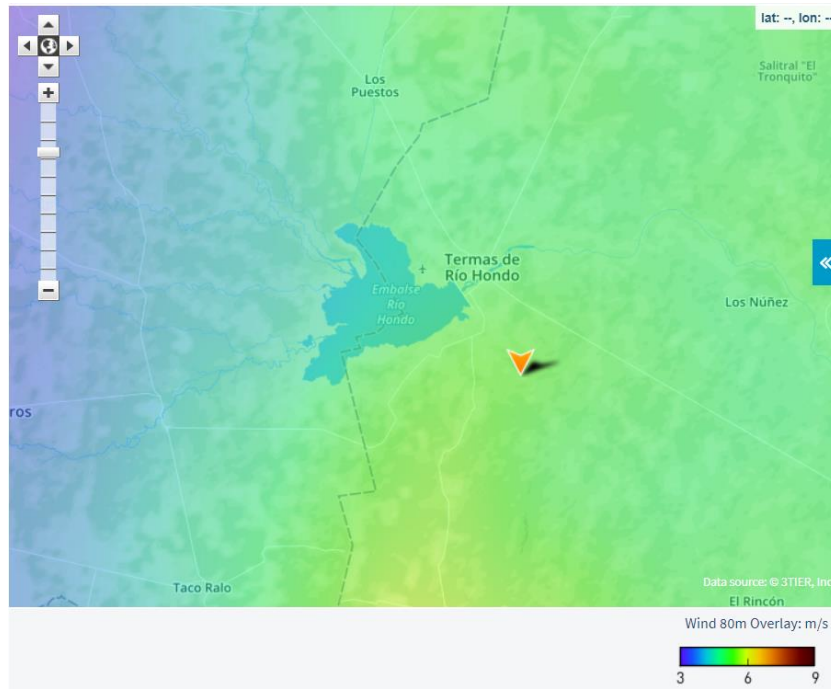 lat: --, lon: --
Salitral "El
Tronquito"
Los
Puestos
Termas de
Río Hondo
Embalse
Río
Hondo
Los Núñez
ros
Taco Ralo
Data source: © 3TIER, Inc
El Rincón
Wind 80m Overlay: m/s
3 6 9